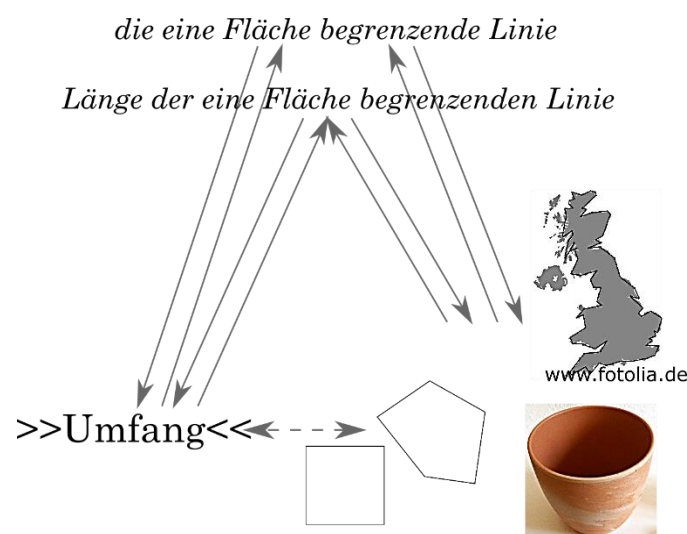 die eine Fläche begrenzende Linie
Länge der eine Fläche begrenzenden Linie
www.fotolia.de
>>Umfang<<